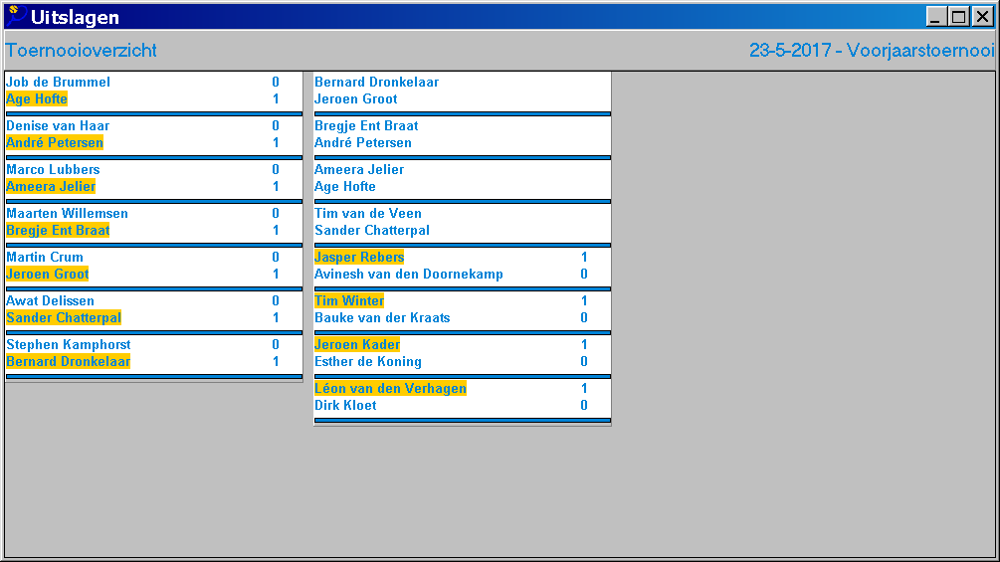 Uitslagen
Toernooioverzicht
23-5-2017 - Voorjaarstoernooi
Job de Brummel 0
Age Hofte 1
Denise van Haar 0
André Petersen 1
Marco Lubbers 0
Ameera Jelier 1
Maarten Willemsen 0
Bregje Ent Braat 1
Martin Crum 0
Jeroen Groot 1
Awat Delissen 0
Sander Chatterpal 1
Stephen Kamphorst 0
Bernard Dronkelaar 1
Bernard Dronkelaar
Jeroen Groot
Bregje Ent Braat
André Petersen
Ameera Jelier
Age Hofte
Tim van de Veen
Sander Chatterpal
Jasper Rebers 1
Avinesh van den Doornekamp 0
Tim Winter 1
Bauke van der Kraats 0
Jeroen Kader 1
Esther de Koning 0
Léon van den Verhagen 1
Dirk Kloet 0